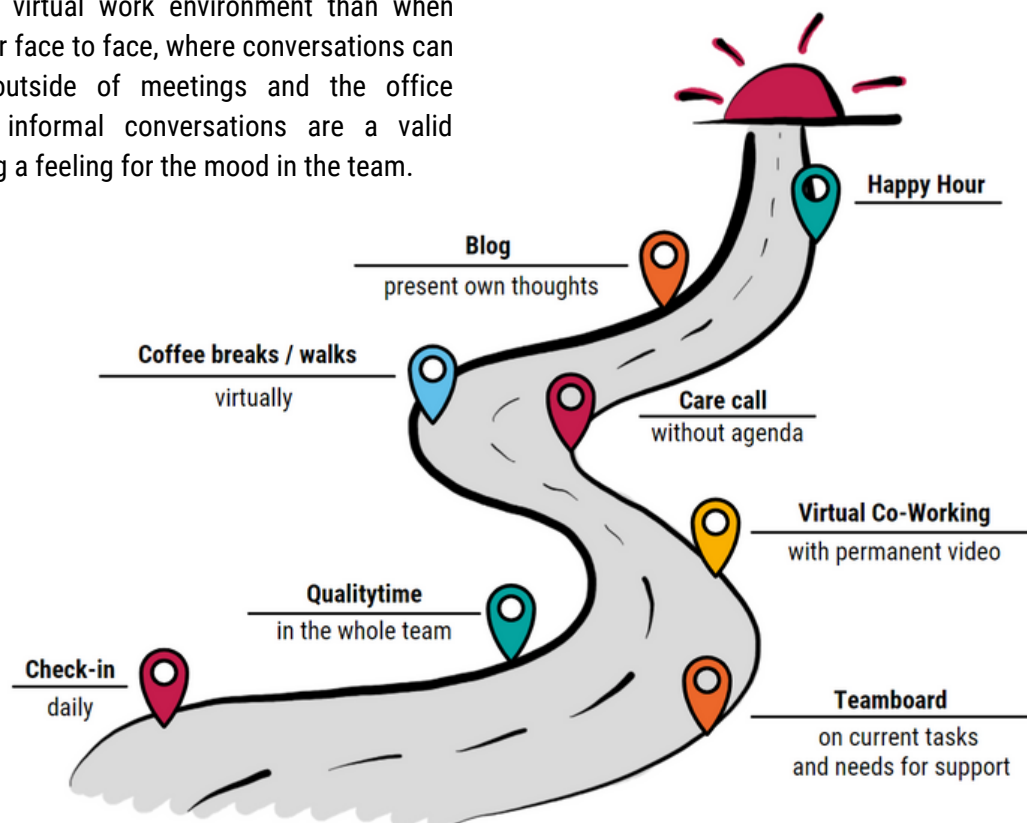 virtual work environment than when
r face to face, where conversations can
outside of meetings and the office
informal conversations are a valid
g a feeling for the mood in the team.
Happy Hour
Blog
present own thoughts
Coffee breaks / walks
virtually
Care call
without agenda
Virtual Co-Working
with permanent video
Qualitytime
in the whole team
Check-in
daily
Teamboard
on current tasks
and needs for support